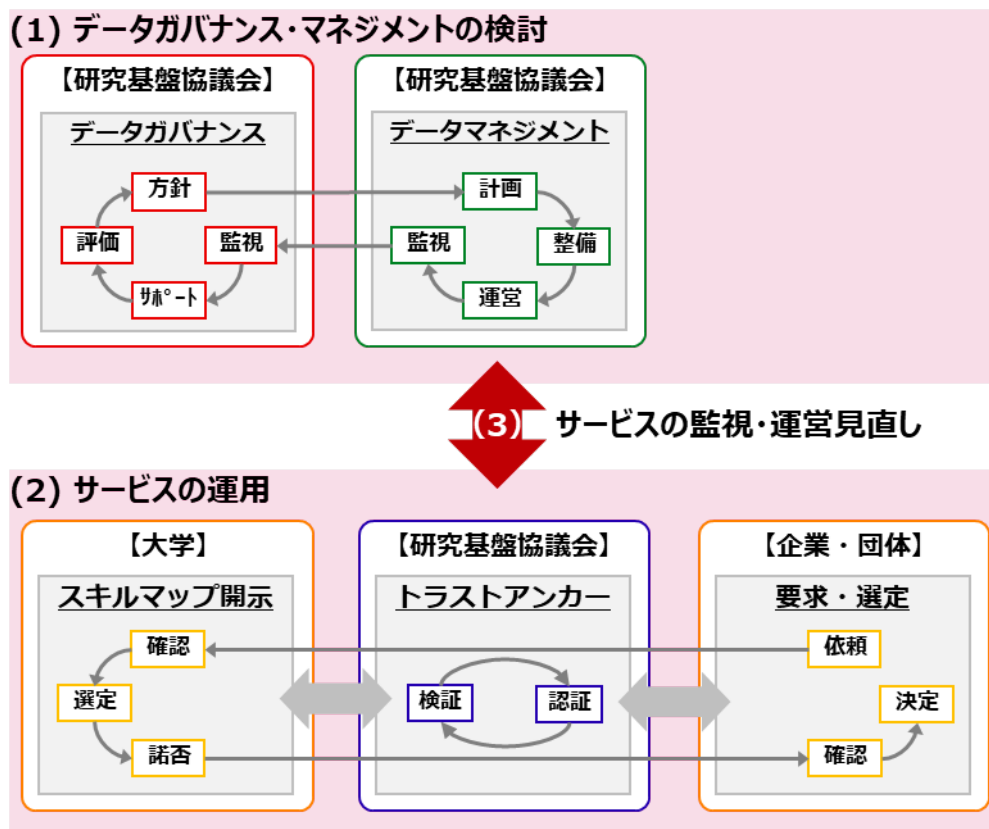 (1) データガバナンス・マネジメントの検討
【研究基盤協議会】
データガバナンス
方針
評価
監視
ｻﾎﾟｰﾄ
【研究基盤協議会】
データマネジメント
計画
監視
整備
運営
(3) サービスの監視・運営見直し
(2) サービスの運用
【大学】
スキルマップ開示
確認
選定
諾否
【研究基盤協議会】
トラストアンカー
検証
認証
【企業・団体】
要求・選定
依頼
決定
確認